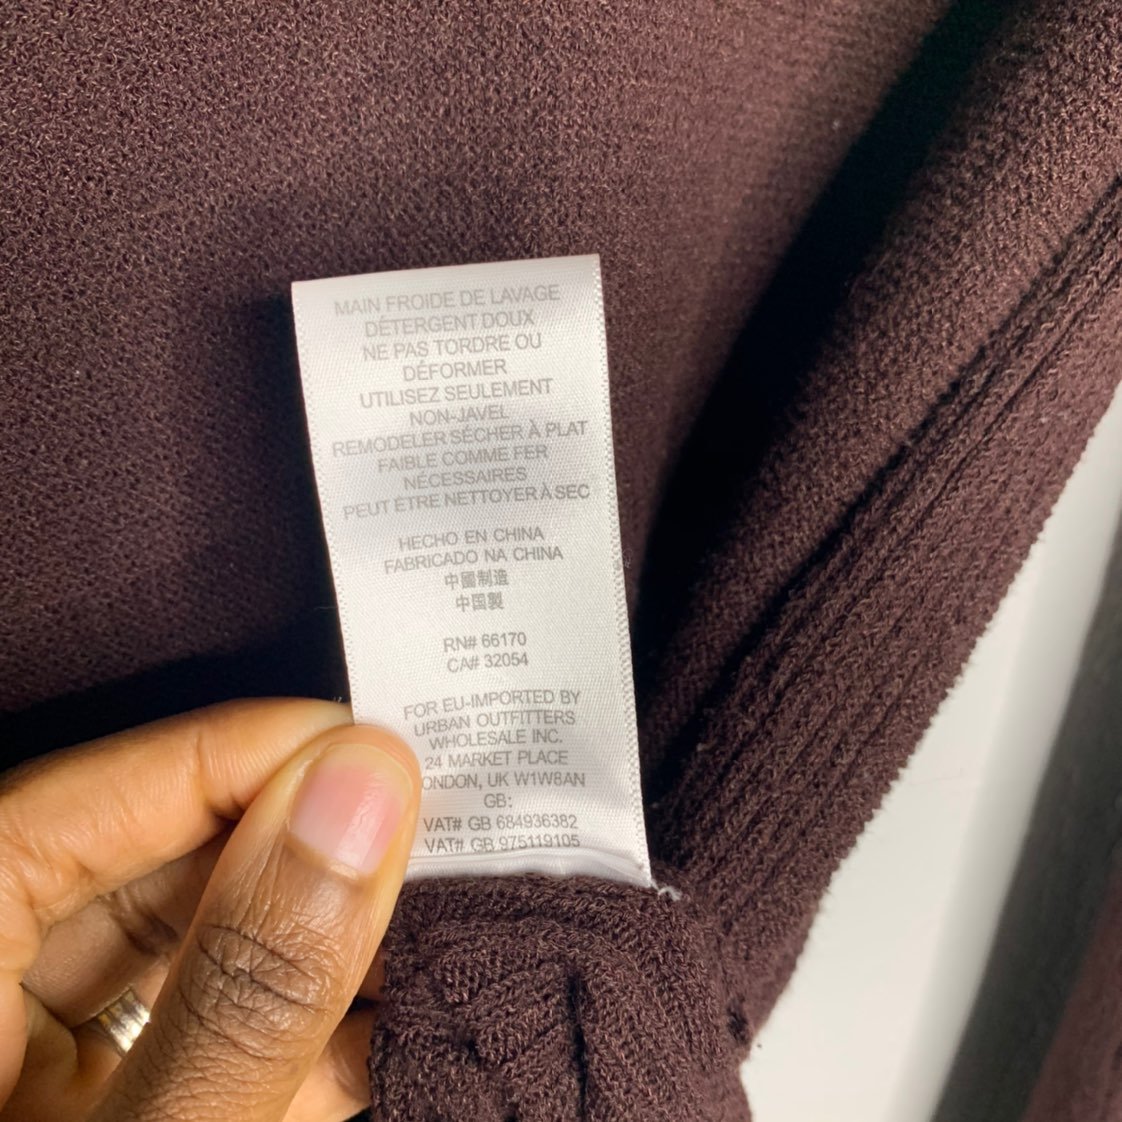 MAIN FROIDE DE LAVAGE
DÉTERGENT DOUX
NE PAS TORDRE OU
DÉFORMER
UTILISEZ SEULEMENT
NON-JAVEL
REMODELER SÉCHER À PLAT
FAIBLE COMME FER
NÉCESSAIRES
PEUT ÊTRE NETTOYER À SEC
HECHO EN CHINA
FABRICADO NA CHINA
中國制造
中国製
RN# 66170
CA# 32054
FOR EU-IMPORTED BY
URBAN OUTFITTERS
WHOLESALE INC.
24 MARKET PLACE
ONDON, UK W1W8AN
GB:
VAT# GB 684936382
VAT# GB 975119105